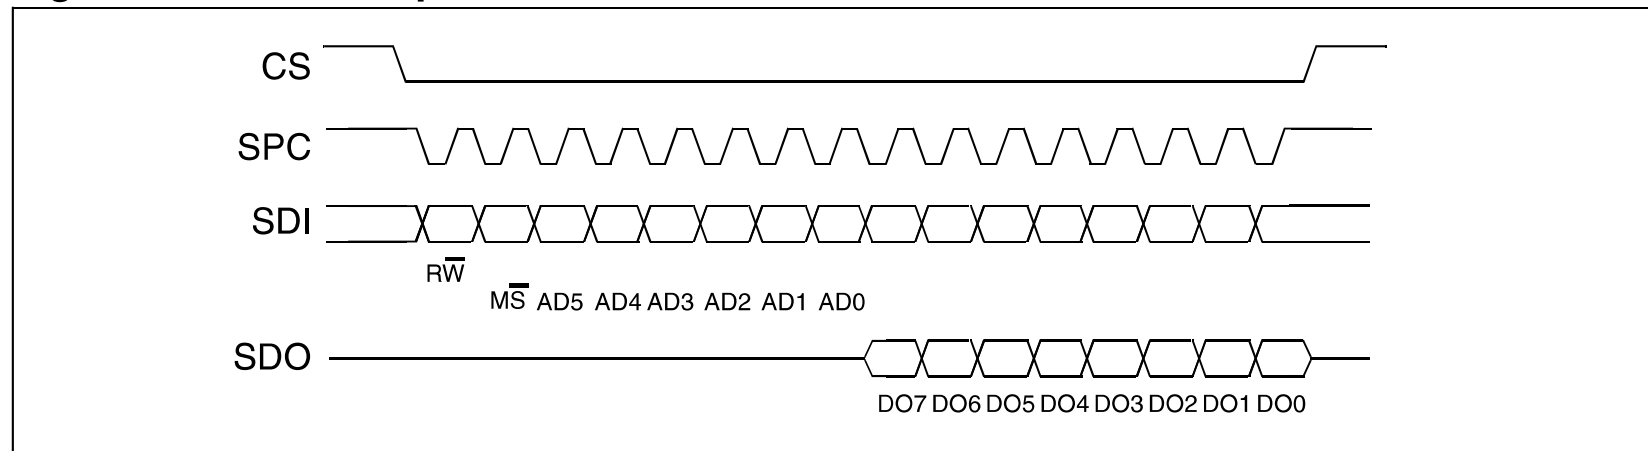 CS
SPC
SDI
RW̅
MS̅ AD5 AD4 AD3 AD2 AD1 AD0
SDO
DO7 DO6 DO5 DO4 DO3 DO2 DO1 DO0